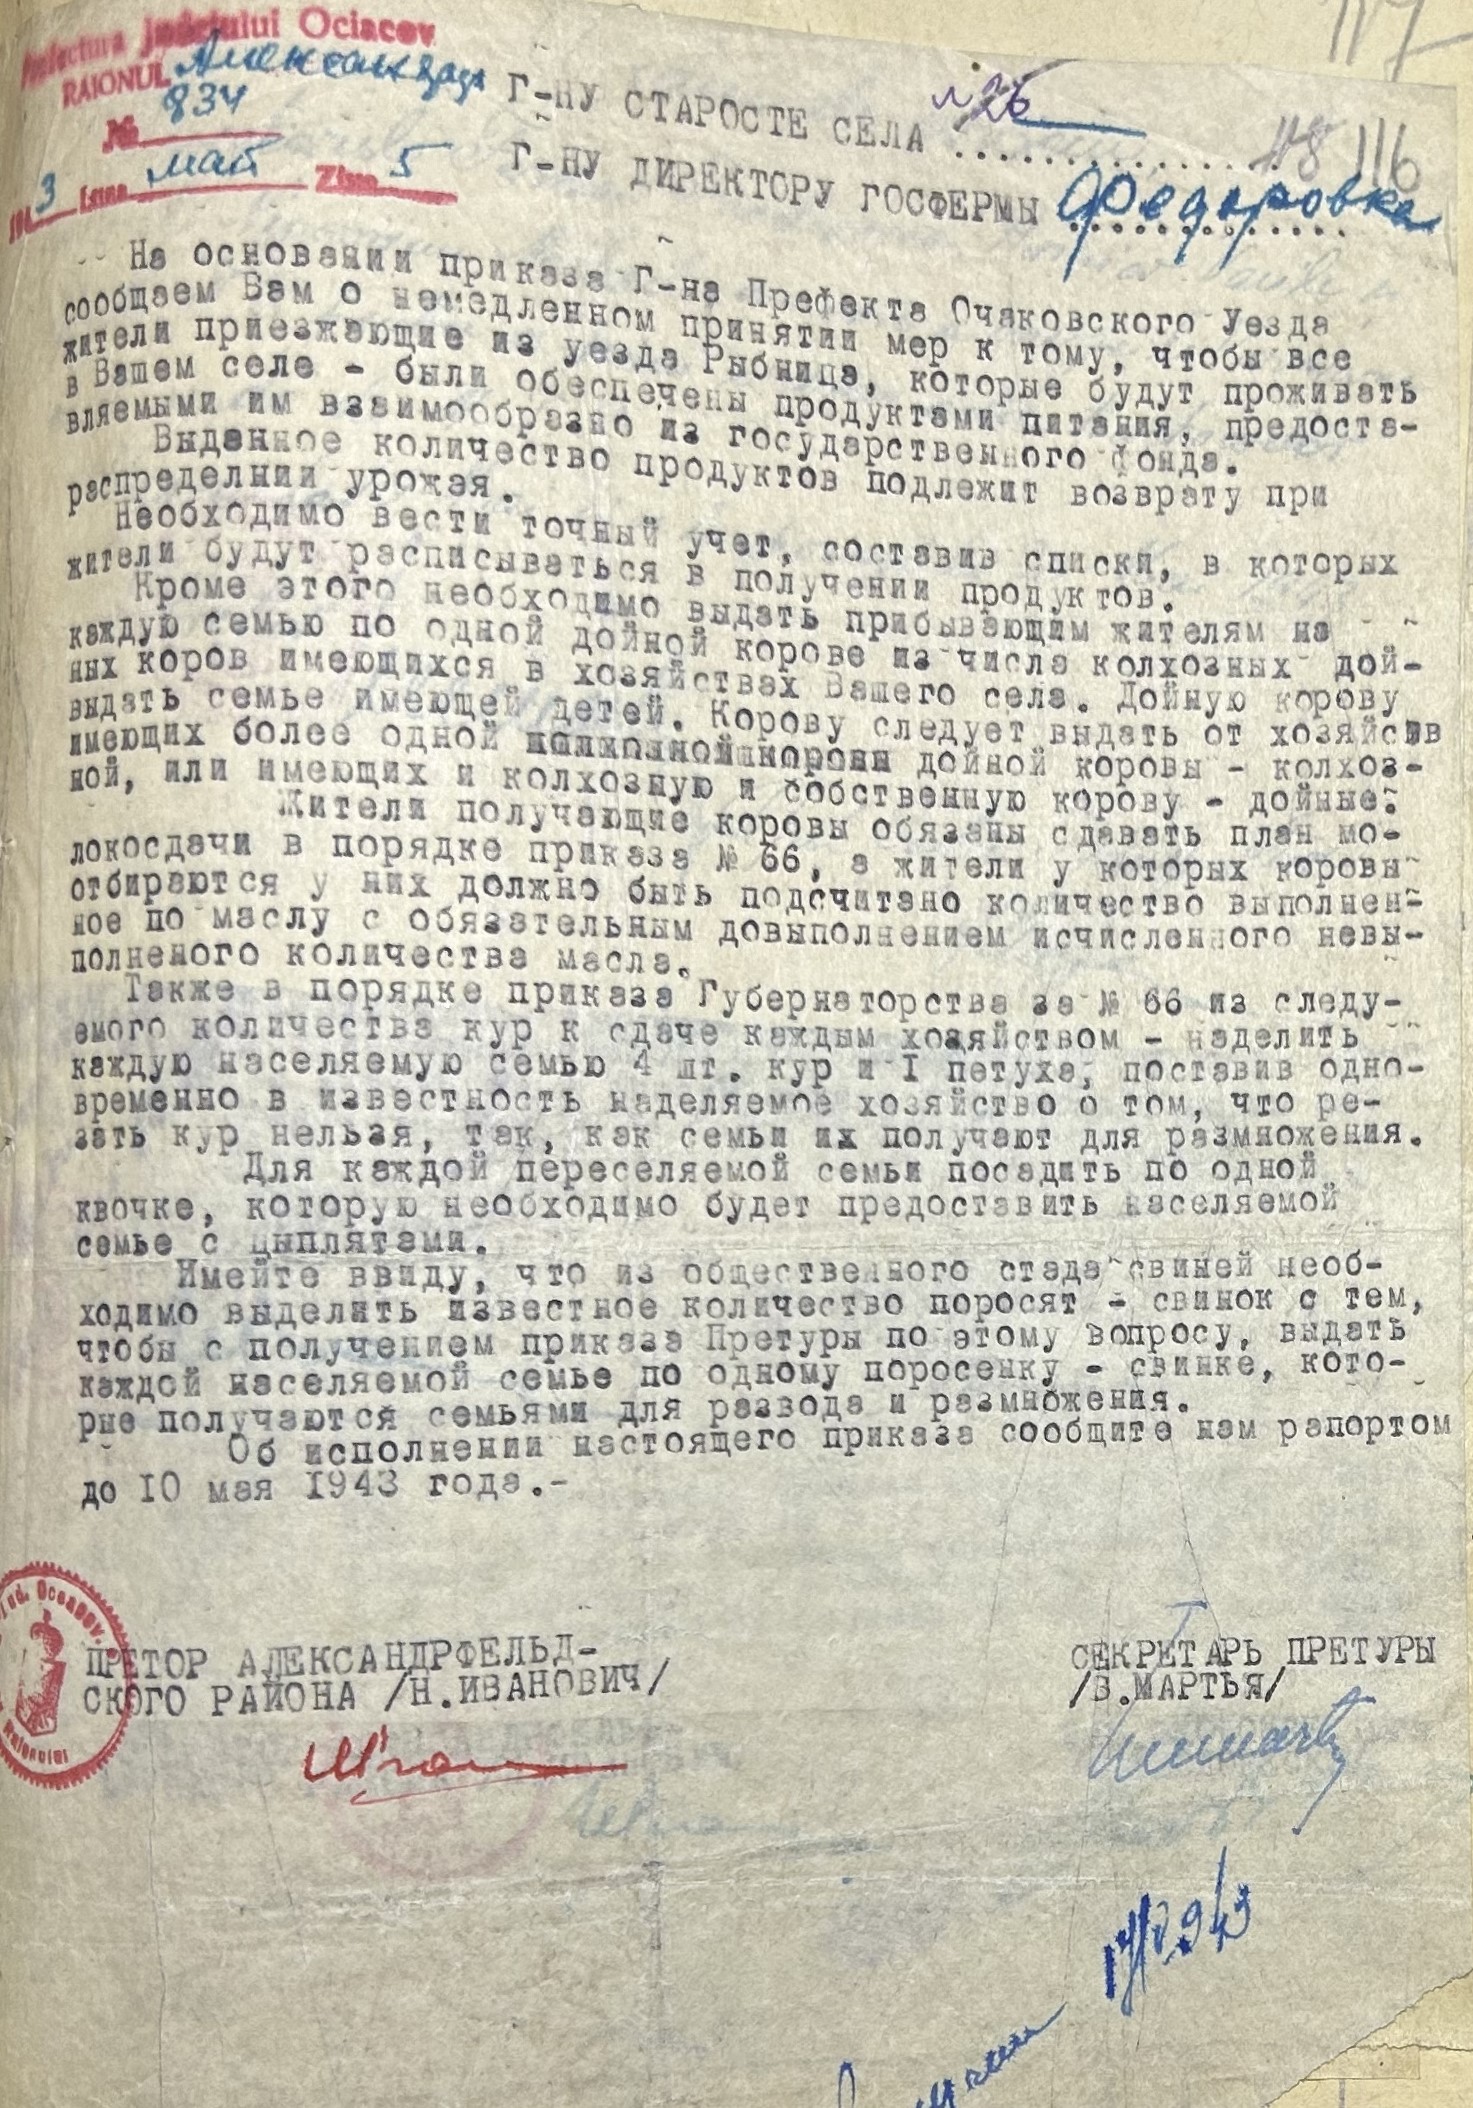 Prefectura Judeţului Ociacov
RAIONUL
№ 834
1943 Luna май Ziua 5
№ 26
118 116
Г-НУ СТАРОСТЕ СЕЛА ..............
Г-НУ ДИРЕКТОРУ ГОСФЕРМЫ Федоровка
На основании приказа Г-на Префекта Очаковского Уезда
сообщаем Вам о немедленном принятии мер к тому, чтобы все
жители приезжающие из уезда Рыбница, которые будут проживать
в Вашем селе - были обеспечены продуктами питания, предоста-
вляемыми им взаимообразно из государственного фонда.
Выданное количество продуктов подлежит возврату при
распределнии урожая.
Необходимо вести точный учет, составив списки, в которых
жители будут расписываться в получении продуктов.
Кроме этого необходимо выдать прибывающим жителям на
каждую семью по одной дойной корове из числа колхозных дой-
ных коров имеющихся в хозяйствах Вашего села. Дойную корову
выдать семье имеющей детей. Корову следует выдать от хозяйств
имеющих более одной дойной коровы - колхоз-
ной, или имеющих и колхозную и собственную корову - дойные.
Жители получающие коровы обязаны сдавать план мо-
локосдачи в порядке приказа № 66, а жители у которых коровы
отбираются у них должно быть подсчитано количество выполнен-
ное по маслу с обязательным довыполнением исчисленного невы-
полненого количества масла.
Также в порядке приказа Губернаторства за № 66 из следу-
емого количества кур к сдаче каждым хозяйством - наделить
каждую населяемую семью 4 шт. кур и I петуха, поставив одно-
временно в известность наделяемое хозяйство о том, что ре-
зать кур нельзя, так, как семьи их получают для размножения.
Для каждой переселяемой семьи посадить по одной
квочке, которую необходимо будет предоставить населяемой
семье с цыплятами.
Имейте ввиду, что из общественного стада свиней необ-
ходимо выделить известное количество поросят - свинок с тем,
чтобы с получением приказа Претуры по этому вопросу, выдать
каждой населяемой семье по одному поросенку - свинке, кото-
рые получаются семьями для развода и размножения.
Об исполнении настоящего приказа сообщите нам рапортом
до IO мая I943 года.-
ПРЕТОР АЛЕКСАНДРФЕЛЬД-
СКОГО РАЙОНА /Н.ИВАНОВИЧ/
СЕКРЕТАРЬ ПРЕТУРЫ
/В.МАРТЬЯ/